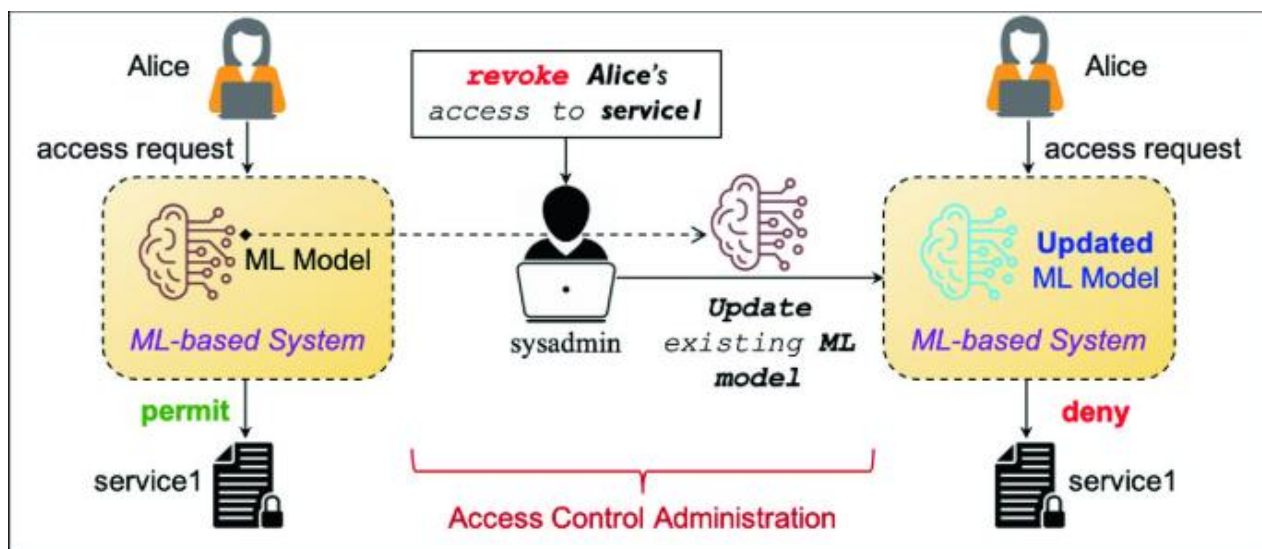 Alice
access request
ML Model
ML-based System
permit
service1
revoke Alice's
access to service1
sysadmin
Update
existing ML
model
Access Control Administration
Alice
access request
Updated
ML Model
ML-based System
deny
service1